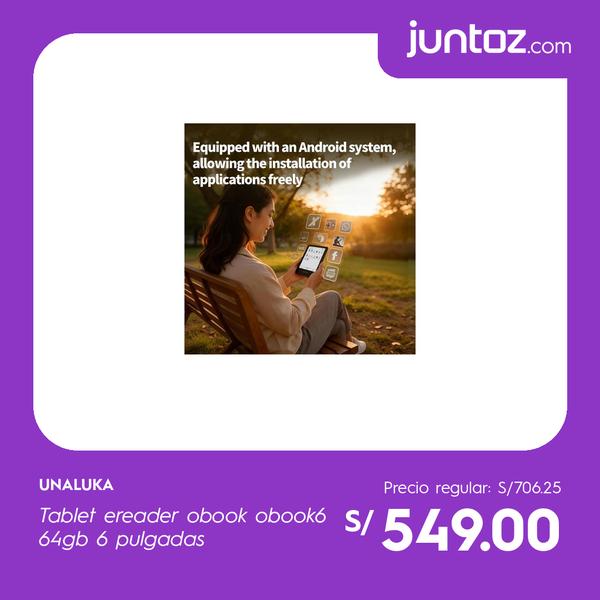 juntoz.com
Equipped with an Android system,
allowing the installation of
applications freely
UNALUKA
Precio regular: S/706.25
Tablet ereader obook obook6
64gb 6 pulgadas
S/ 549.00